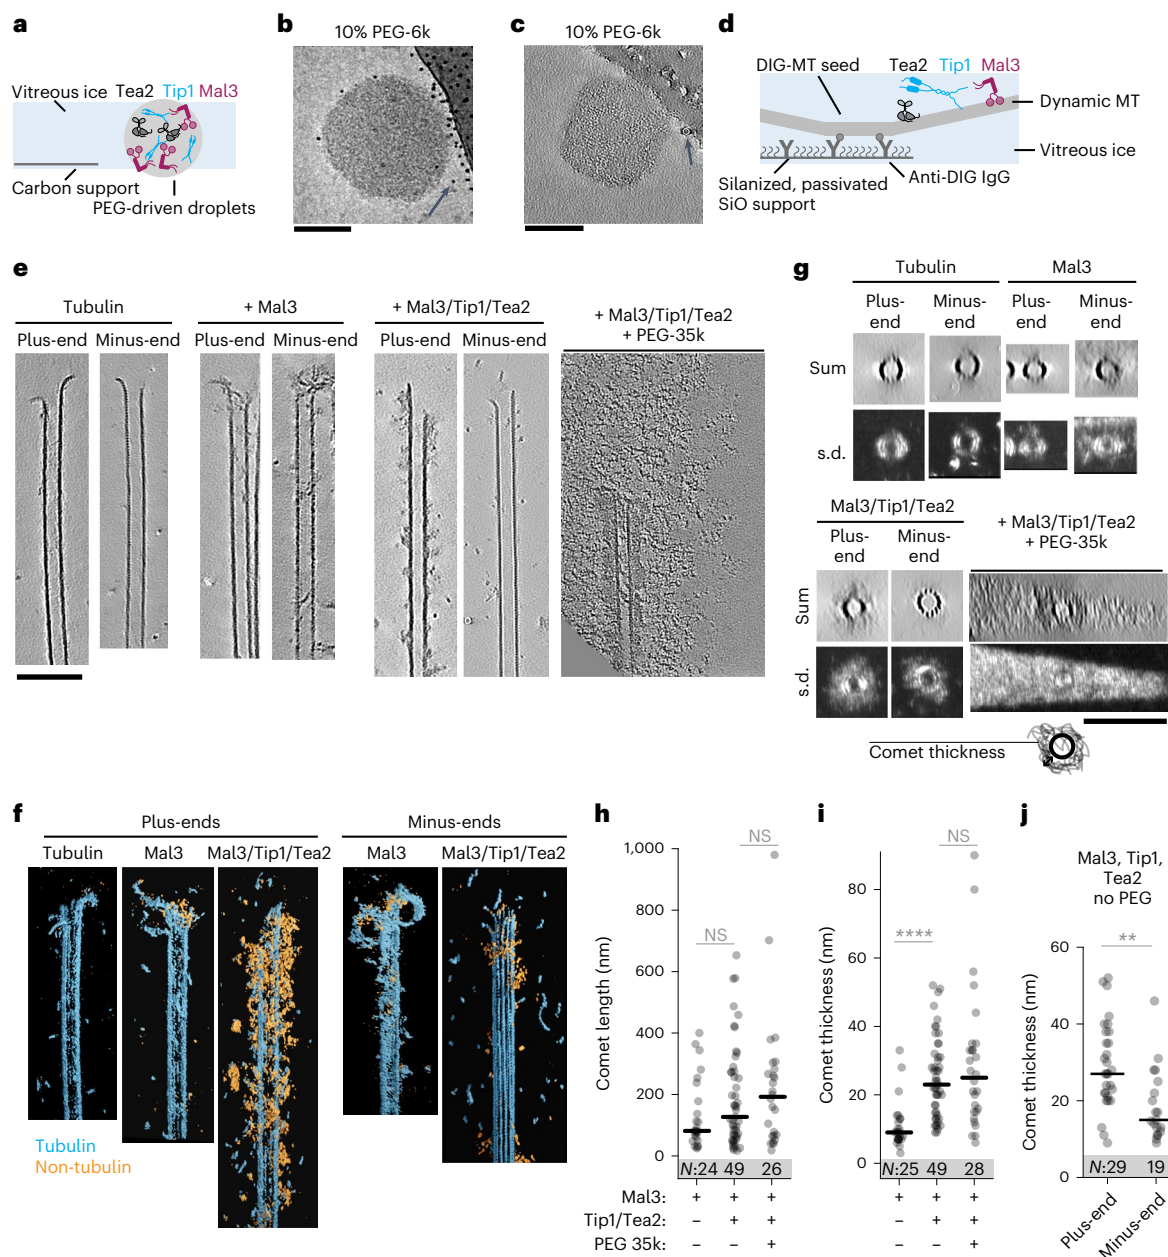 a
Vitreous ice
Tea2
Tip1
Mal3
Carbon support
PEG-driven droplets
b
10% PEG-6k
c
10% PEG-6k
d
DIG-MT seed
Tea2
Tip1
Mal3
Dynamic MT
Vitreous ice
Silanized, passivated
SiO support
Anti-DIG IgG
e
Tubulin
Plus-end
Minus-end
+ Mal3
Plus-end
Minus-end
+ Mal3/Tip1/Tea2
Plus-end
Minus-end
+ Mal3/Tip1/Tea2
+ PEG-35k
g
Tubulin
Mal3
Plus-
end
Minus-
end
Plus-
end
Minus-
end
Sum
s.d.
Mal3/Tip1/Tea2
Plus-
end
Minus-
end
+ Mal3/Tip1/Tea2
+ PEG-35k
Sum
s.d.
Comet thickness
f
Plus-ends
Minus-ends
Tubulin
Mal3
Mal3/Tip1/Tea2
Mal3
Mal3/Tip1/Tea2
Tubulin
Non-tubulin
h
Comet length (nm)
1,000
800
600
400
200
0
NS
NS
N:24
49
26
Mal3: + + +
Tip1/Tea2: – + +
PEG 35k: – – +
i
Comet thickness (nm)
80
60
40
20
0
****
NS
N:25
49
28
+ + +
– + +
– – +
j
Mal3, Tip1,
Tea2
no PEG
**
Comet thickness (nm)
60
40
20
0
N:29
19
Plus-end
Minus-end